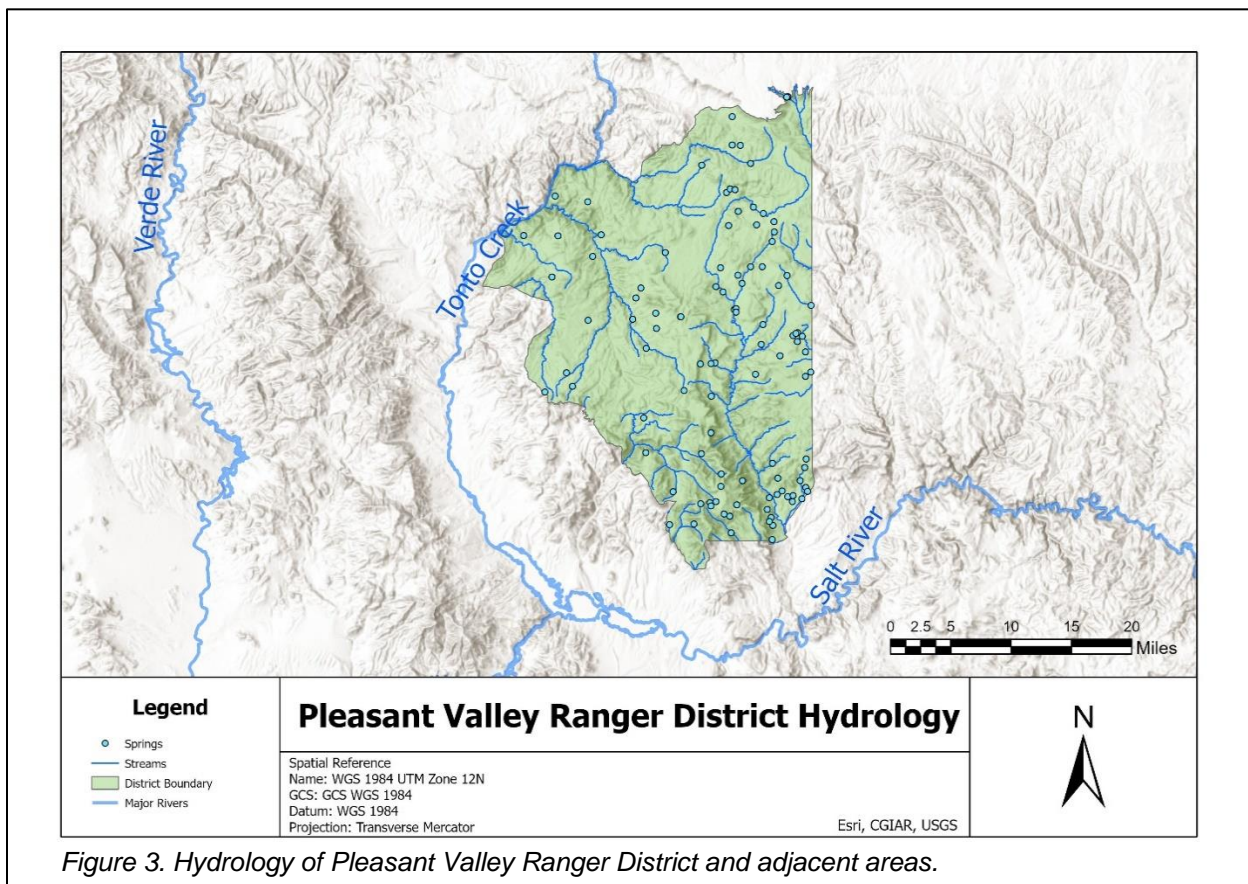 Verde River
Tonto Creek
Salt River
0 2.5 5 10 15 20
Miles
Legend
Springs
Streams
District Boundary
Major Rivers
Pleasant Valley Ranger District Hydrology
Spatial Reference
Name: WGS 1984 UTM Zone 12N
GCS: GCS WGS 1984
Datum: WGS 1984
Projection: Transverse Mercator
Esri, CGIAR, USGS
N
Figure 3. Hydrology of Pleasant Valley Ranger District and adjacent areas.